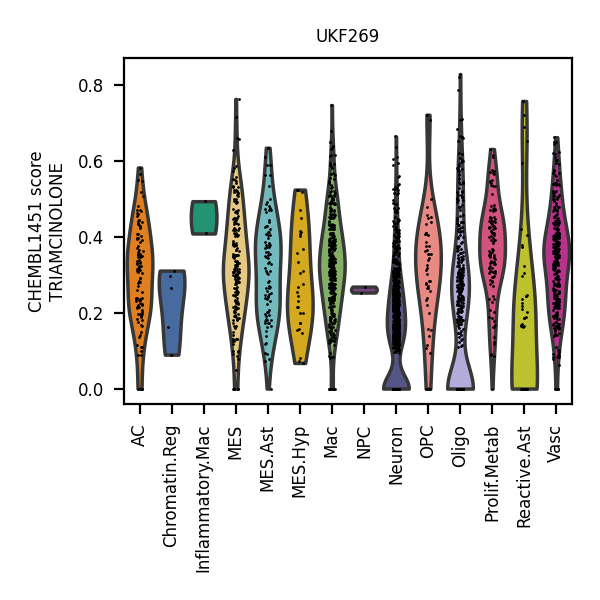 UKF269
CHEMBL1451 score
TRIAMCINOLONE
0.8
0.6
0.4
0.2
0.0
AC
Chromatin.Reg
Inflammatory.Mac
MES
MES.Ast
MES.Hyp
Mac
NPC
Neuron
OPC
Oligo
Prolif.Metab
Reactive.Ast
Vasc